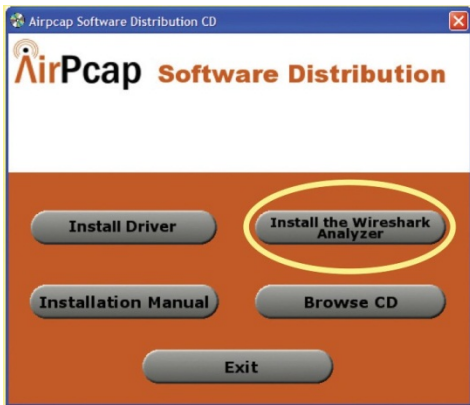 Airpcap Software Distribution CD
AirPcap Software Distribution
Install Driver
Install the Wireshark
Analyzer
Installation Manual
Browse CD
Exit